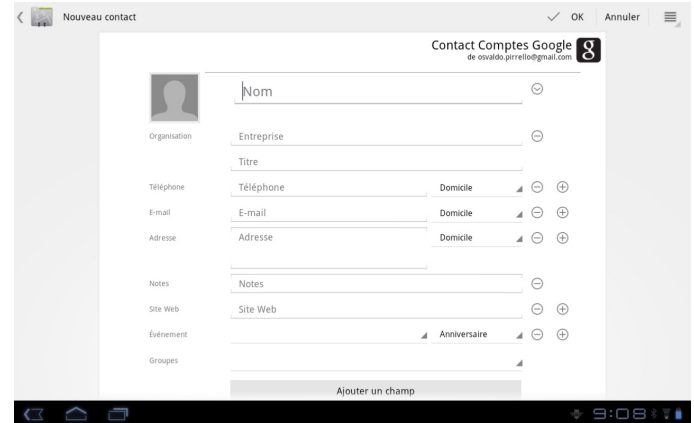 Nouveau contact OK Annuler
Contact Comptes Google
de osvaldo.pirrello@gmail.com
g
Nom
Organisation Entreprise
Titre
Téléphone Téléphone Domicile
E-mail E-mail Domicile
Adresse Adresse Domicile
Notes Notes
Site Web Site Web
Événement Anniversaire
Groupes
Ajouter un champ
9:08